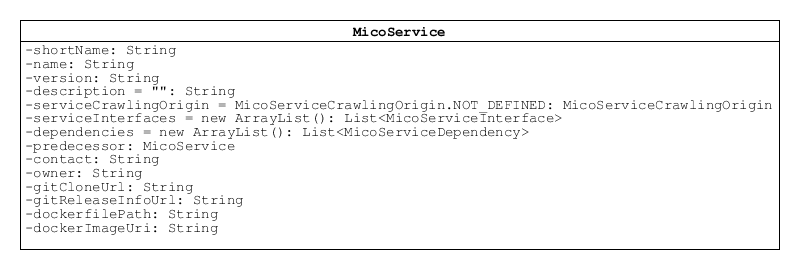 MicoService
-shortName: String
-name: String
-version: String
-description = "": String
-serviceCrawlingOrigin = MicoServiceCrawlingOrigin.NOT_DEFINED: MicoServiceCrawlingOrigin
-serviceInterfaces = new ArrayList(): List<MicoServiceInterface>
-dependencies = new ArrayList(): List<MicoServiceDependency>
-predecessor: MicoService
-contact: String
-owner: String
-gitCloneUrl: String
-gitReleaseInfoUrl: String
-dockerfilePath: String
-dockerImageUri: String